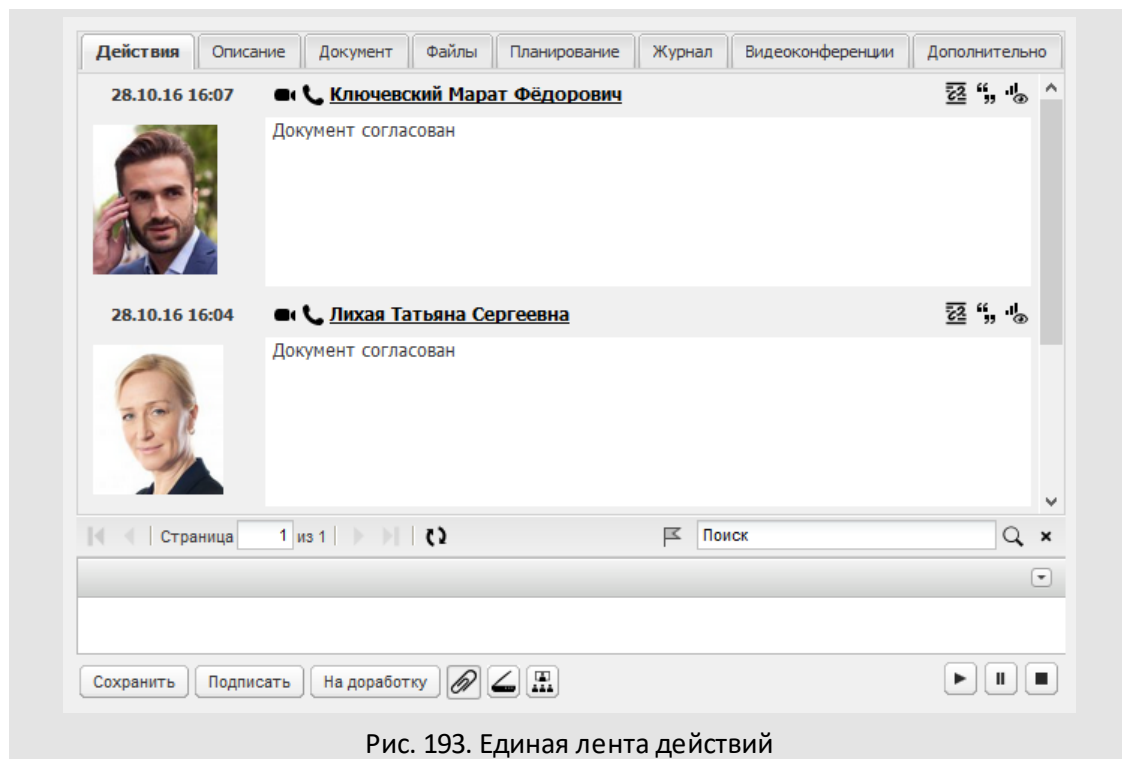 Действия Описание Документ Файлы Планирование Журнал Видеоконференции Дополнительно
28.10.16 16:07 Ключевский Марат Фёдорович
Документ согласован
28.10.16 16:04 Лихая Татьяна Сергеевна
Документ согласован
Страница 1 из 1 Поиск
Сохранить Подписать На доработку
Рис. 193. Единая лента действий